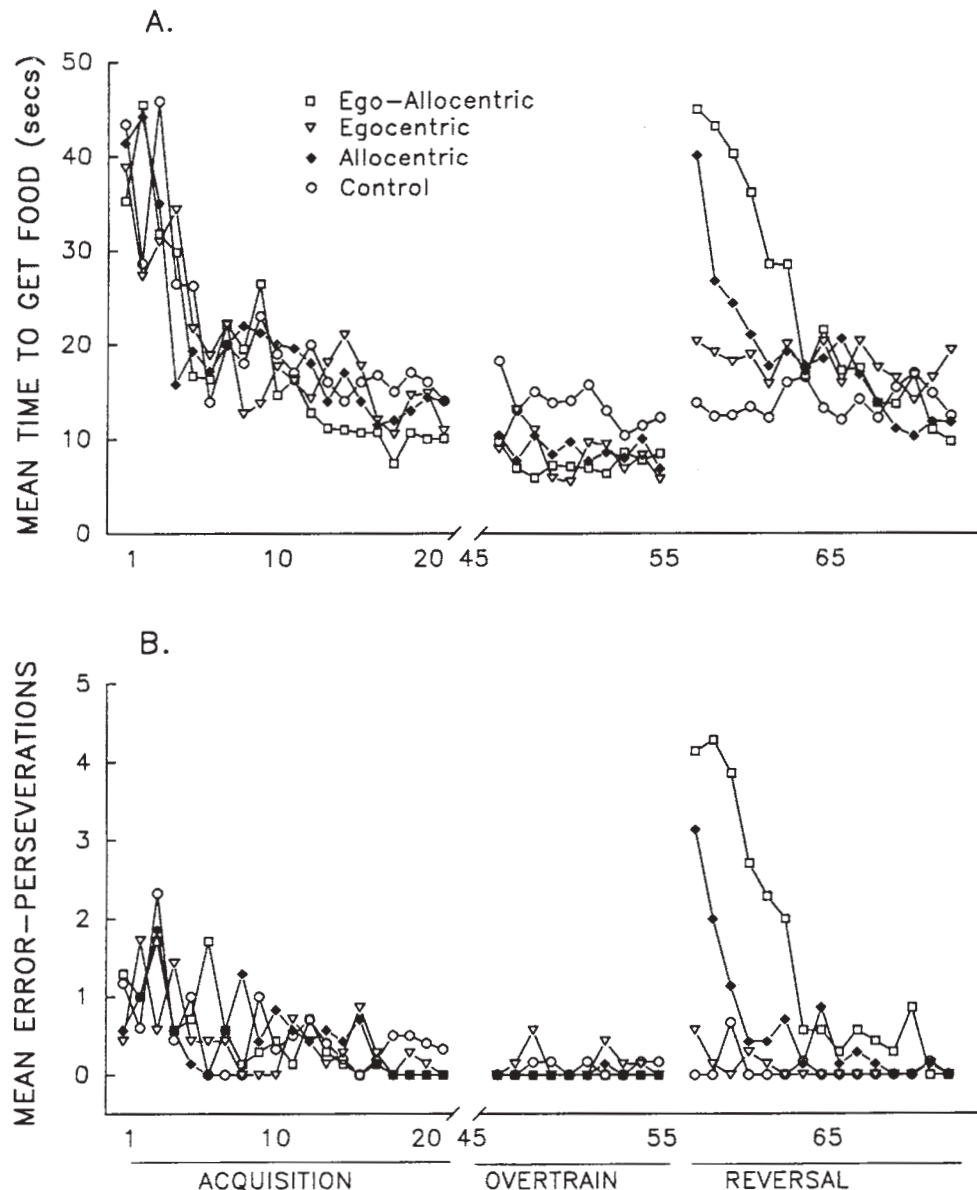 A.
MEAN TIME TO GET FOOD (secs)
50
40
30
20
10
0
Ego-Allocentric
Egocentric
Allocentric
Control
1
10
20
45
55
65
B.
MEAN ERROR-PERSEVERATIONS
5
4
3
2
1
0
1
10
20
45
55
65
ACQUISITION
OVERTRAIN
REVERSAL